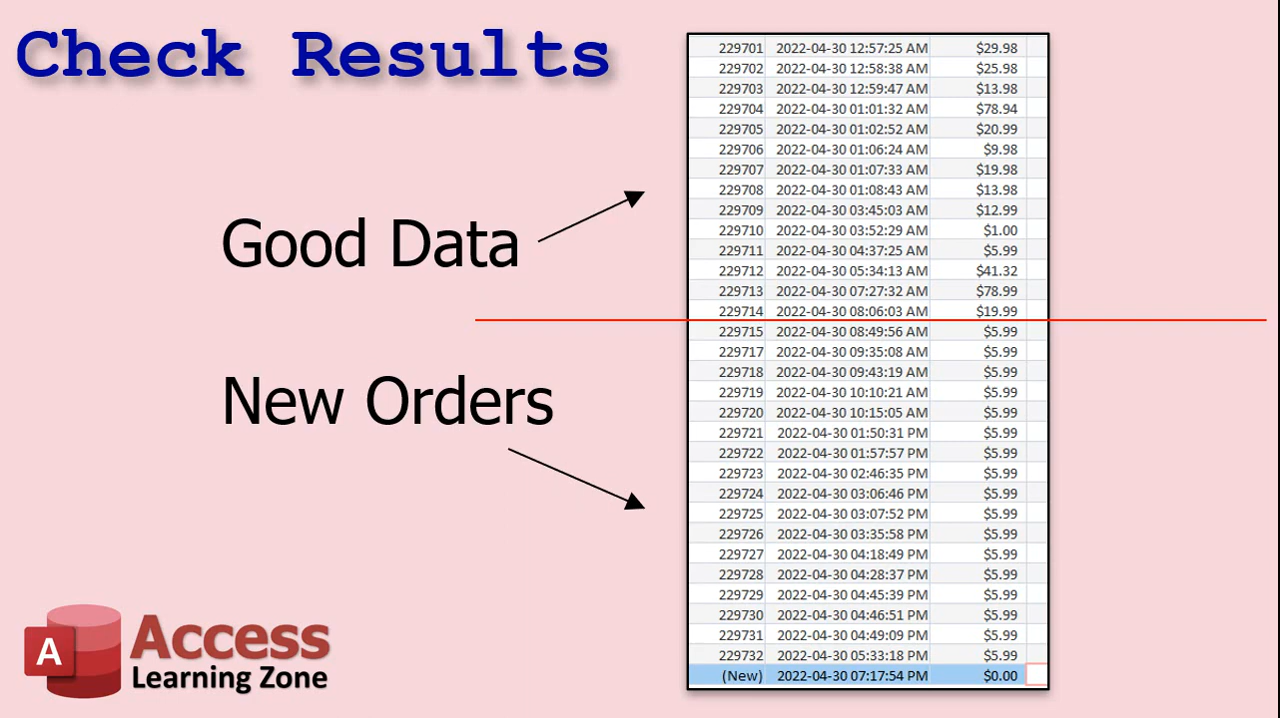 Check Results
Good Data
New Orders
229701 2022-04-30 12:57:25 AM $29.98
229702 2022-04-30 12:58:38 AM $25.98
229703 2022-04-30 12:59:47 AM $13.98
229704 2022-04-30 01:01:32 AM $78.94
229705 2022-04-30 01:02:52 AM $20.99
229706 2022-04-30 01:06:24 AM $9.98
229707 2022-04-30 01:07:33 AM $19.98
229708 2022-04-30 01:08:43 AM $13.98
229709 2022-04-30 03:45:03 AM $12.99
229710 2022-04-30 03:52:29 AM $1.00
229711 2022-04-30 04:37:25 AM $5.99
229712 2022-04-30 05:34:13 AM $41.32
229713 2022-04-30 07:27:32 AM $78.99
229714 2022-04-30 08:06:03 AM $19.99
229715 2022-04-30 08:49:56 AM $5.99
229717 2022-04-30 09:35:08 AM $5.99
229718 2022-04-30 09:43:19 AM $5.99
229719 2022-04-30 10:10:21 AM $5.99
229720 2022-04-30 10:15:05 AM $5.99
229721 2022-04-30 01:50:31 PM $5.99
229722 2022-04-30 01:57:57 PM $5.99
229723 2022-04-30 02:46:35 PM $5.99
229724 2022-04-30 03:06:46 PM $5.99
229725 2022-04-30 03:07:52 PM $5.99
229726 2022-04-30 03:35:58 PM $5.99
229727 2022-04-30 04:18:49 PM $5.99
229728 2022-04-30 04:28:37 PM $5.99
229729 2022-04-30 04:45:39 PM $5.99
229730 2022-04-30 04:46:51 PM $5.99
229731 2022-04-30 04:49:09 PM $5.99
229732 2022-04-30 05:33:18 PM $5.99
(New) 2022-04-30 07:17:54 PM $0.00
A
Access
Learning Zone